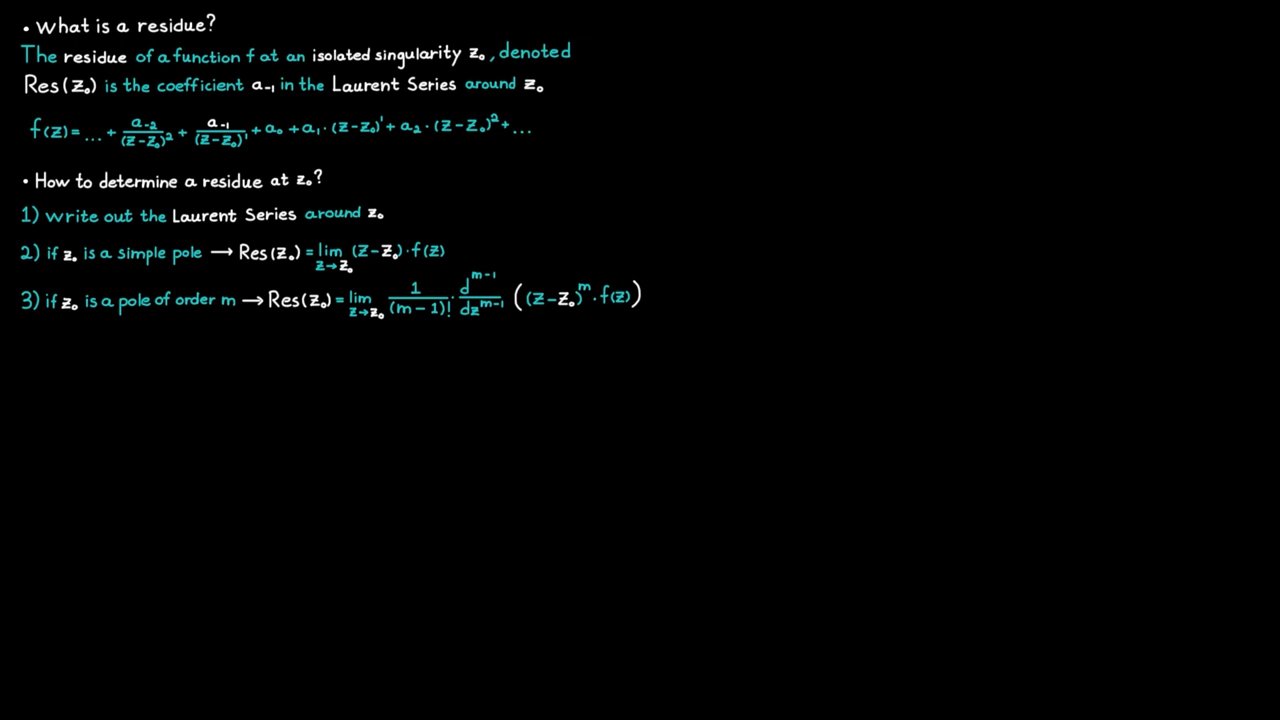 • What is a residue?
The residue of a function f at an isolated singularity z₀, denoted
Res(z₀) is the coefficient a₋₁ in the Laurent Series around z₀
f(z) = ... + a₋₂/(z-z₀)² + a₋₁/(z-z₀)¹ + a₀ + a₁·(z-z₀)¹ + a₂·(z-z₀)² + ...
• How to determine a residue at z₀?
1) write out the Laurent Series around z₀
2) if z₀ is a simple pole → Res(z₀) = lim z→z₀ (z-z₀)·f(z)
3) if z₀ is a pole of order m → Res(z₀) = lim z→z₀ 1/(m-1)! · d^(m-1)/dz^(m-1) ((z-z₀)^m·f(z))